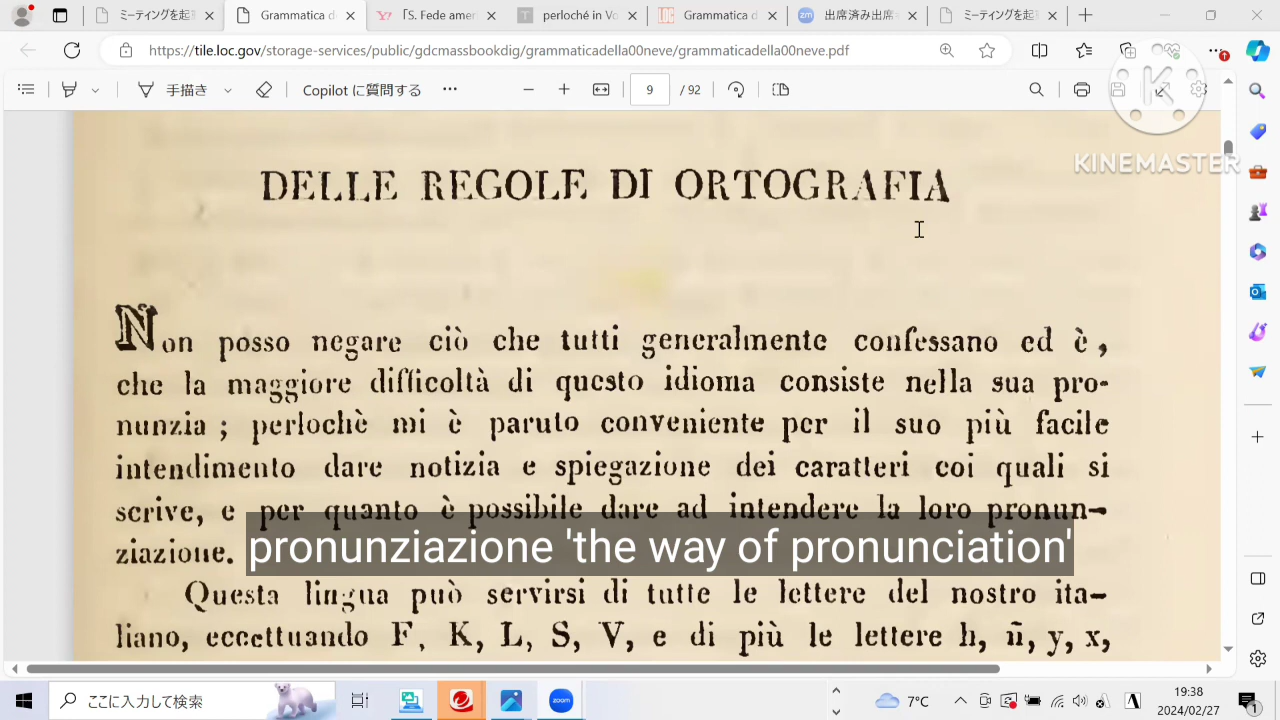 ミーティングを起動
Grammatica d
「S. Fede ameri
perloché in Vo
Grammatica d
出席済み出席
ミーティングを起動
https://tile.loc.gov/storage-services/public/gdcmassbookdig/grammaticadella00neve/grammaticadella00neve.pdf
手描き
Copilot に質問する
9 / 92
KINEMASTER
DELLE REGOLE DI ORTOGRAFIA
Non posso negare ciò che tutti generalmente confessano ed è,
che la maggiore difficoltà di questo idioma consiste nella sua pro-
nunzia ; perlochè mi è paruto conveniente per il suo più facile
intendimento dare notizia e spiegazione dei caratteri coi quali si
scrive, e per quanto è possibile dare ad intendere la loro pronun-
ziazione.
pronunziazione 'the way of pronunciation'
Questa lingua può servirsi di tutte le lettere del nostro ita-
liano, eccettuando F, K, L, S, V, e di più le lettere h, ñ, y, x,
ここに入力して検索
zoom
7°C
A
19:38
2024/02/27